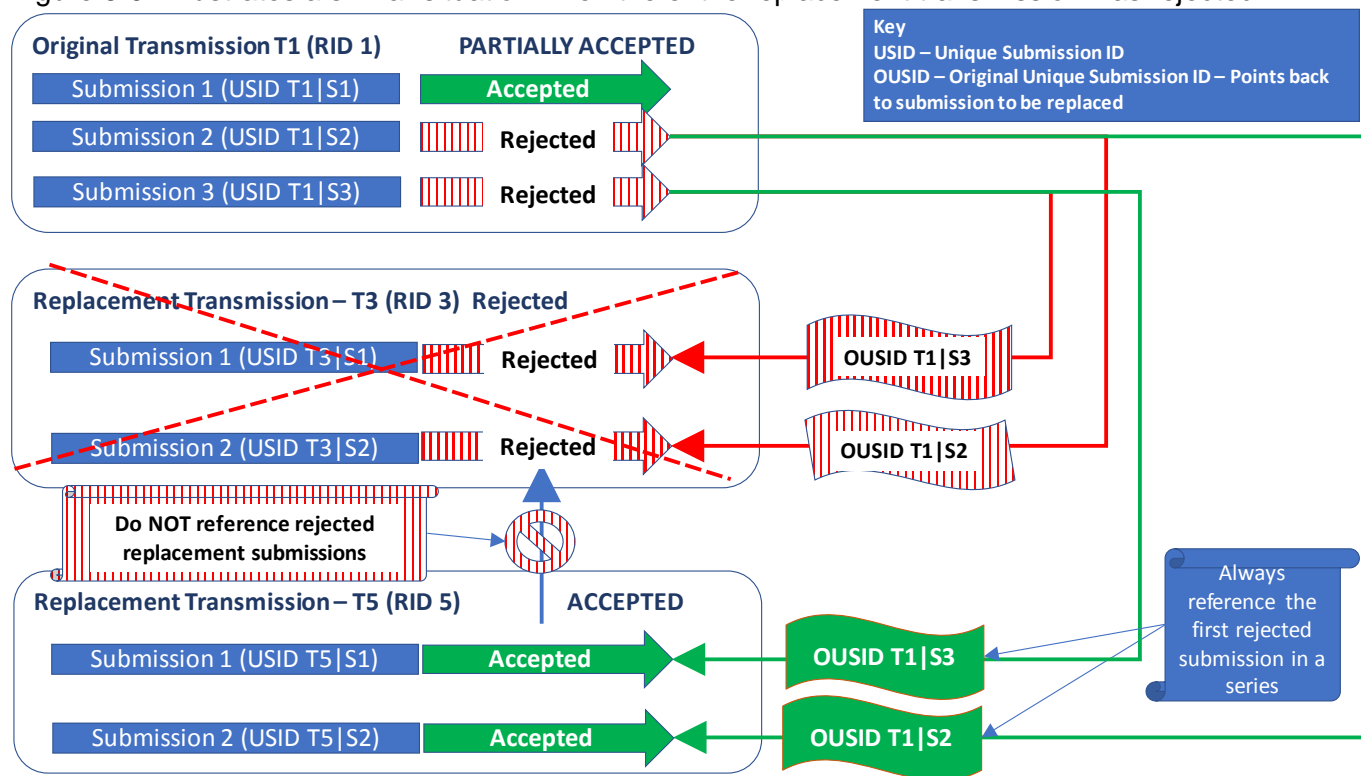 Original Transmission T1 (RID 1) PARTIALLY ACCEPTED
Submission 1 (USID T1|S1) Accepted
Submission 2 (USID T1|S2) Rejected
Submission 3 (USID T1|S3) Rejected
Key
USID – Unique Submission ID
OUSID – Original Unique Submission ID – Points back
to submission to be replaced
Replacement Transmission – T3 (RID 3) Rejected
Submission 1 (USID T3|S1) Rejected
OUSID T1|S3
Submission 2 (USID T3|S2) Rejected
OUSID T1|S2
Do NOT reference rejected
replacement submissions
Replacement Transmission – T5 (RID 5) ACCEPTED
Submission 1 (USID T5|S1) Accepted
OUSID T1|S3
Submission 2 (USID T5|S2) Accepted
OUSID T1|S2
Always
reference the
first rejected
submission in a
series